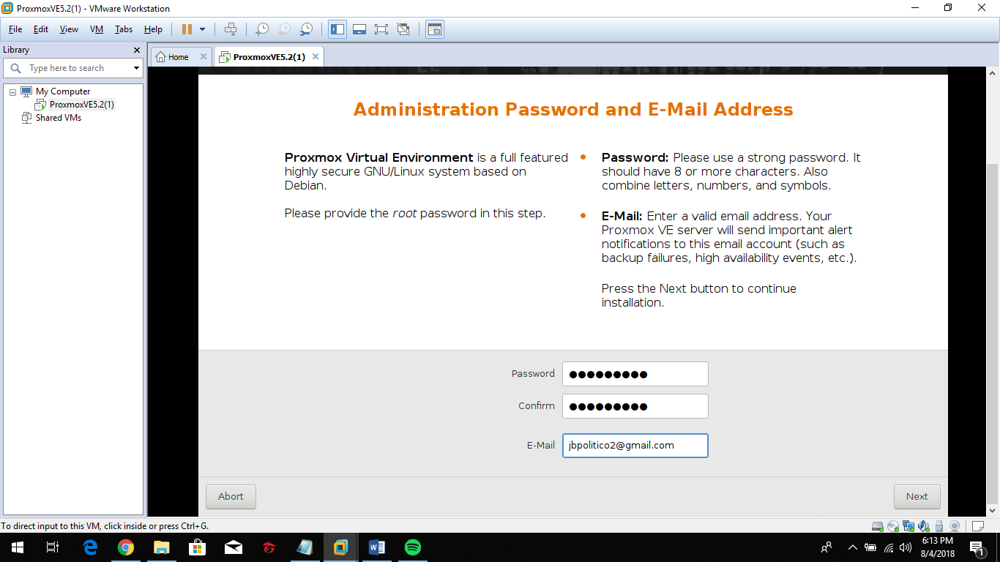 ProxmoxVE5.2(1) - VMware Workstation
File Edit View VM Tabs Help
Library
Home
ProxmoxVE5.2(1)
Type here to search
My Computer
ProxmoxVE5.2(1)
Shared VMs
Administration Password and E-Mail Address
Proxmox Virtual Environment is a full featured
highly secure GNU/Linux system based on
Debian.
Please provide the root password in this step.
Password: Please use a strong password. It
should have 8 or more characters. Also
combine letters, numbers, and symbols.
E-Mail: Enter a valid email address. Your
Proxmox VE server will send important alert
notifications to this email account (such as
backup failures, high availability events, etc.).
Press the Next button to continue
installation.
Password ●●●●●●●●●
Confirm ●●●●●●●●●
E-Mail jbpolitico2@gmail.com
Abort
Next
To direct input to this VM, click inside or press Ctrl+G.
6:13 PM
8/4/2018
1